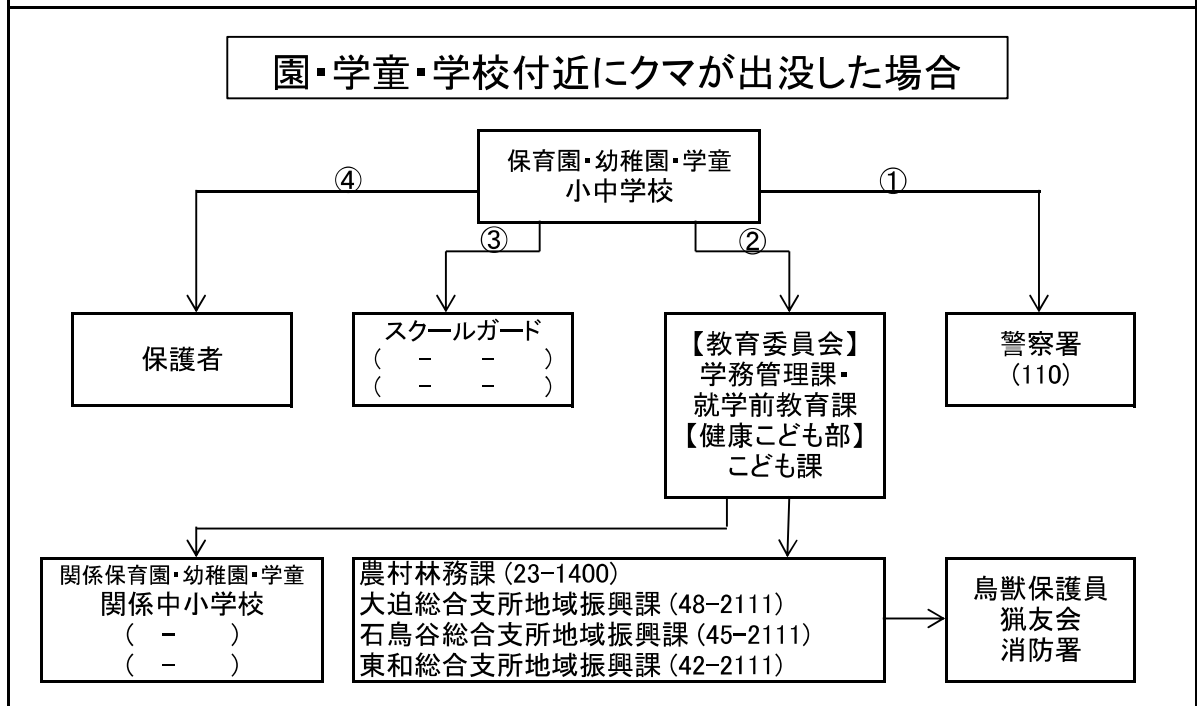 園・学童・学校付近にクマが出没した場合
保育園・幼稚園・学童
小中学校
④
①
③
②
保護者
スクールガード
(　－　－　)
(　－　－　)
【教育委員会】
学務管理課・
就学前教育課
【健康こども部】
こども課
警察署
(110)
関係保育園・幼稚園・学童
関係中小学校
(　－　)
(　－　)
農村林務課(23-1400)
大迫総合支所地域振興課(48-2111)
石鳥谷総合支所地域振興課(45-2111)
東和総合支所地域振興課(42-2111)
鳥獣保護員
猟友会
消防署